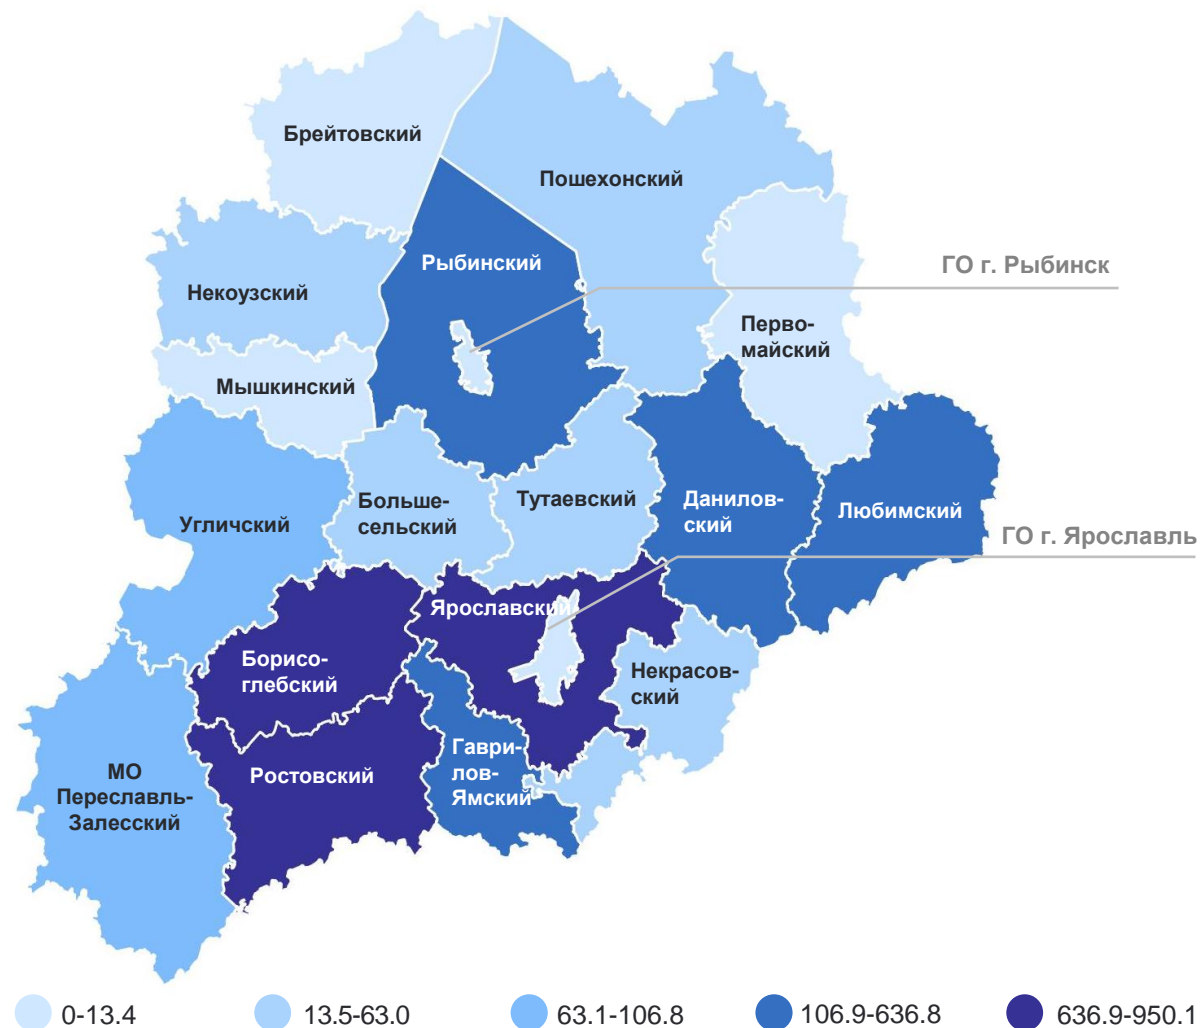 Брейтовский
Пошехонский
Рыбинский
ГО г. Рыбинск
Некоузский
Перво-
майский
Мышкинский
Больше-
сельский
Тутаевский
Даниловс-
ский
Любимский
Угличский
ГО г. Ярославль
Ярославский
Борисо-
глебский
Некрасов-
ский
МО
Переславль-
Залесский
Ростовский
Гаври-
лов-
Ямский
0-13.4
13.5-63.0
63.1-106.8
106.9-636.8
636.9-950.1